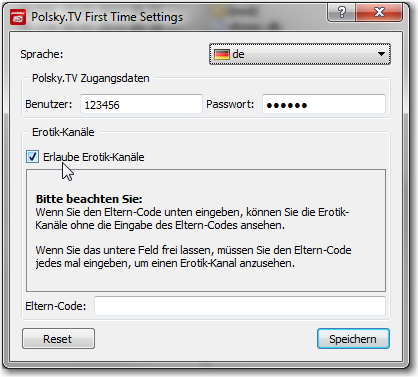 Polsky.TV First Time Settings
Sprache: de
Polsky.TV Zugangsdaten
Benutzer: 123456 Passwort: ●●●●●●
Erotik-Kanäle
Erlaube Erotik-Kanäle
Bitte beachten Sie:
Wenn Sie den Eltern-Code unten eingeben, können Sie die Erotik-
Kanäle ohne die Eingabe des Eltern-Codes ansehen.
Wenn Sie das untere Feld frei lassen, müssen Sie den Eltern-Code
jedes mal eingeben, um einen Erotik-Kanal anzusehen.
Eltern-Code:
Reset Speichern